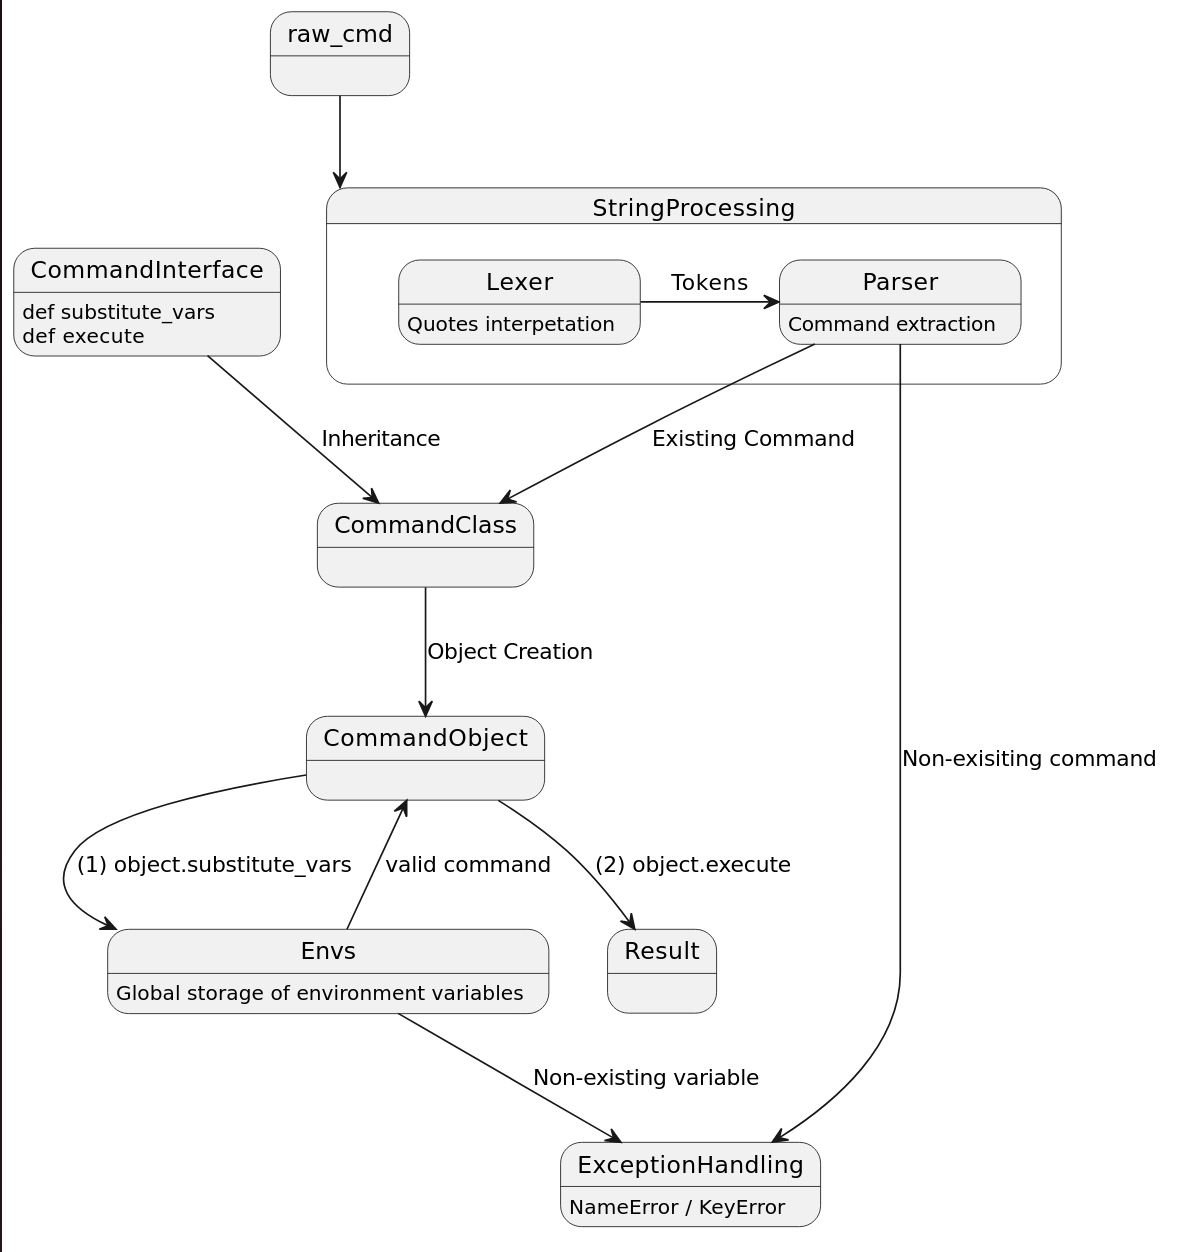 raw_cmd
StringProcessing
CommandInterface
def substitute_vars
def execute
Lexer
Quotes interpetation
Tokens
Parser
Command extraction
Inheritance
Existing Command
CommandClass
Object Creation
CommandObject
Non-exisiting command
(1) object.substitute_vars
valid command
(2) object.execute
Envs
Global storage of environment variables
Result
Non-existing variable
ExceptionHandling
NameError / KeyError